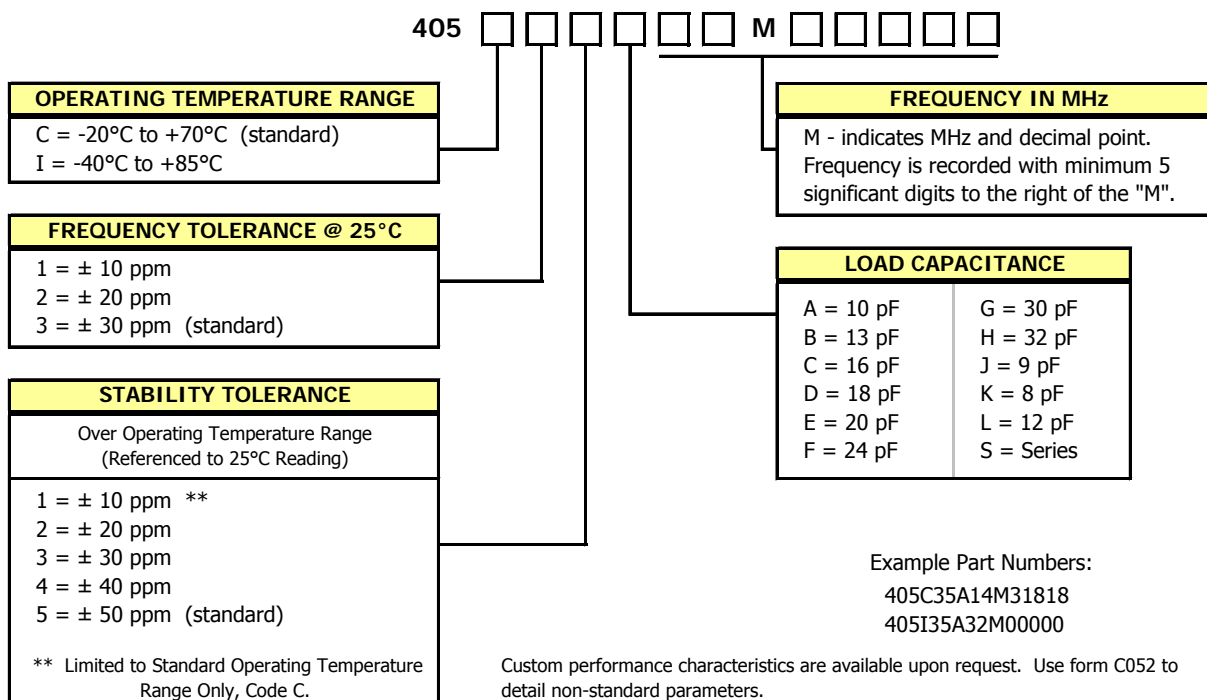 405 M
OPERATING TEMPERATURE RANGE
C = -20°C to +70°C (standard)
I = -40°C to +85°C
FREQUENCY TOLERANCE @ 25°C
1 = ± 10 ppm
2 = ± 20 ppm
3 = ± 30 ppm (standard)
STABILITY TOLERANCE
Over Operating Temperature Range
(Referenced to 25°C Reading)
1 = ± 10 ppm **
2 = ± 20 ppm
3 = ± 30 ppm
4 = ± 40 ppm
5 = ± 50 ppm (standard)
** Limited to Standard Operating Temperature
Range Only, Code C.
FREQUENCY IN MHz
M - indicates MHz and decimal point.
Frequency is recorded with minimum 5
significant digits to the right of the "M".
LOAD CAPACITANCE
A = 10 pF
B = 13 pF
C = 16 pF
D = 18 pF
E = 20 pF
F = 24 pF
G = 30 pF
H = 32 pF
J = 9 pF
K = 8 pF
L = 12 pF
S = Series
Example Part Numbers:
405C35A14M31818
405I35A32M00000
Custom performance characteristics are available upon request. Use form C052 to
detail non-standard parameters.